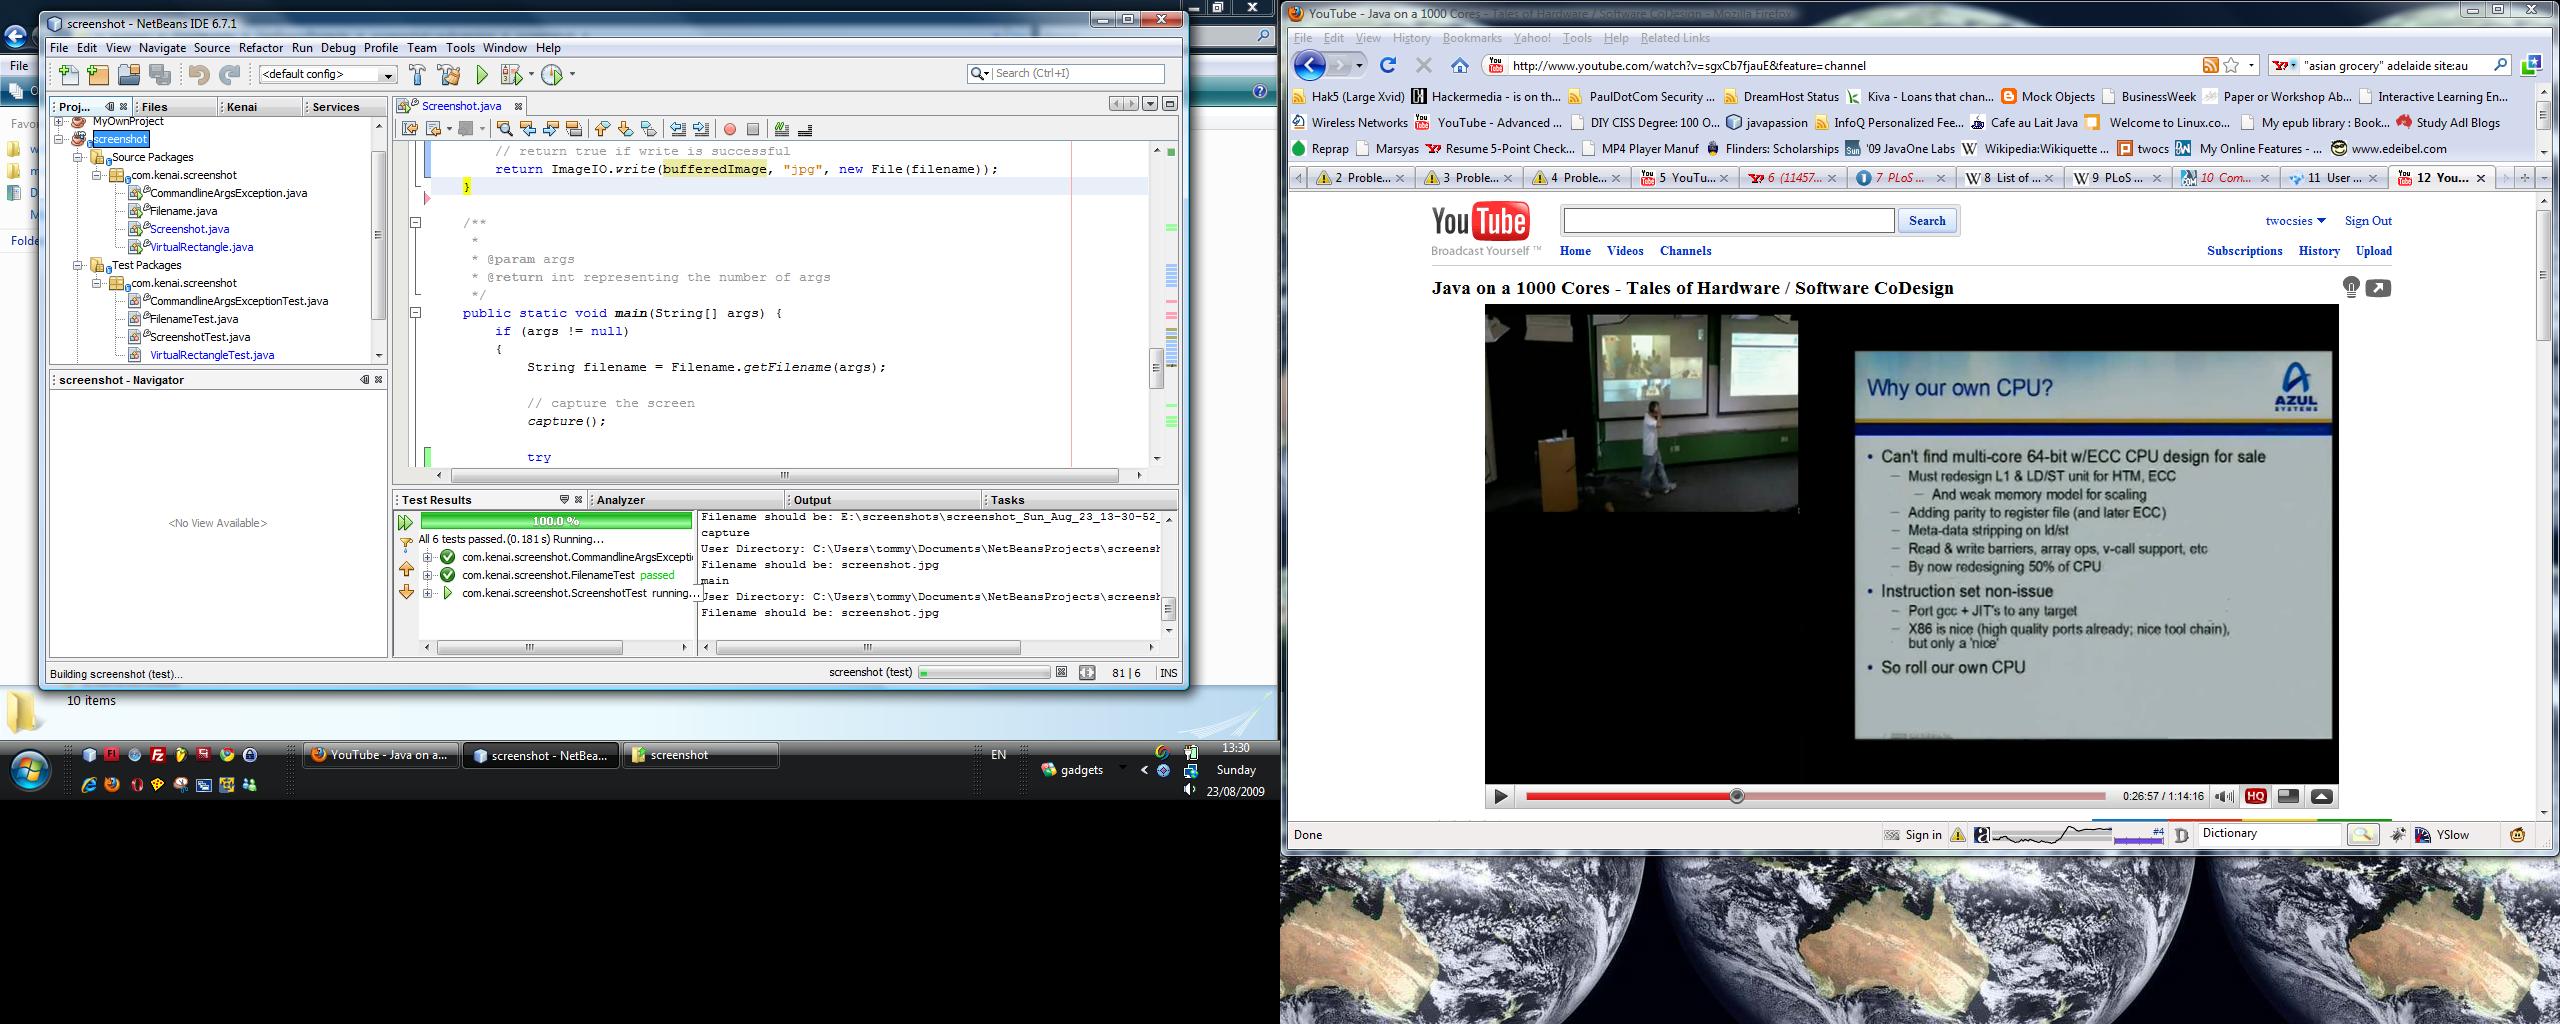 screenshot - NetBeans IDE 6.7.1
File Edit View Navigate Source Refactor Run Debug Profile Team Tools Window Help
<default config>
Search (Ctrl+I)
Proj... Files Kenai Services
MyOwnProject
screenshot
Source Packages
com.kenai.screenshot
CommandlineArgsException.java
Filename.java
Screenshot.java
VirtualRectangle.java
Test Packages
com.kenai.screenshot
CommandlineArgsExceptionTest.java
FilenameTest.java
ScreenshotTest.java
VirtualRectangleTest.java
screenshot - Navigator
<No View Available>
Screenshot.java
// return true if write is successful
return ImageIO.write(bufferedImage, "jpg", new File(filename));
}
/**
*
* @param args
* @return int representing the number of args
*/
public static void main(String[] args) {
if (args != null)
{
String filename = Filename.getFilename(args);
// capture the screen
capture();
try
Test Results Analyzer Output Tasks
100.0 %
All 6 tests passed.(0.181 s) Running...
com.kenai.screenshot.CommandlineArgsExcepti
com.kenai.screenshot.FilenameTest passed
com.kenai.screenshot.ScreenshotTest running...
Filename should be: E:\screenshots\screenshot_Sun_Aug_23_13-30-52_
capture
User Directory: C:\Users\tommy\Documents\NetBeansProjects\screensh
Filename should be: screenshot.jpg
main
User Directory: C:\Users\tommy\Documents\NetBeansProjects\screensh
Filename should be: screenshot.jpg
Building screenshot (test)...
screenshot (test)
81 | 6 INS
File
Favor
Folde
10 items
YouTube - Java on a... screenshot - NetBea... screenshot
EN
gadgets
13:30
Sunday
23/08/2009
YouTube - Java on a 1000 Cores - Tales of Hardware / Software CoDesign - Mozilla Firefox
File Edit View History Bookmarks Yahoo! Tools Help Related Links
http://www.youtube.com/watch?v=sgxCb7fjauE&feature=channel
"asian grocery" adelaide site:au
Hak5 (Large Xvid) Hackermedia - is on th... PaulDotCom Security ... DreamHost Status Kiva - Loans that chan... Mock Objects BusinessWeek Paper or Workshop Ab... Interactive Learning En...
Wireless Networks YouTube - Advanced ... DIY CISS Degree: 100 O... javapassion InfoQ Personalized Fee... Cafe au Lait Java Welcome to Linux.co... My epub library : Book... Study Adl Blogs
Reprap Marsyas Resume 5-Point Check... MP4 Player Manuf Flinders: Scholarships '09 JavaOne Labs Wikipedia:Wikiquette ... twocs My Online Features - ... www.edeibel.com
2 Proble... 3 Proble... 4 Proble... 5 YouTu... 6 (11457... 7 PLoS ... 8 List of ... 9 PLoS ... 10 Com... 11 User ... 12 You...
YouTube
Broadcast Yourself ™
Search
twocsies Sign Out
Home Videos Channels
Subscriptions History Upload
Java on a 1000 Cores - Tales of Hardware / Software CoDesign
Why our own CPU?
AZUL
SYSTEMS
• Can't find multi-core 64-bit w/ECC CPU design for sale
– Must redesign L1 & LD/ST unit for HTM, ECC
– And weak memory model for scaling
– Adding parity to register file (and later ECC)
– Meta-data stripping on ld/st
– Read & write barriers, array ops, v-call support, etc
– By now redesigning 50% of CPU
• Instruction set non-issue
– Port gcc + JIT's to any target
– X86 is nice (high quality ports already; nice tool chain),
but only a 'nice'
• So roll our own CPU
0:26:57 / 1:14:16
HQ
Done
Sign in
#4
Dictionary
YSlow